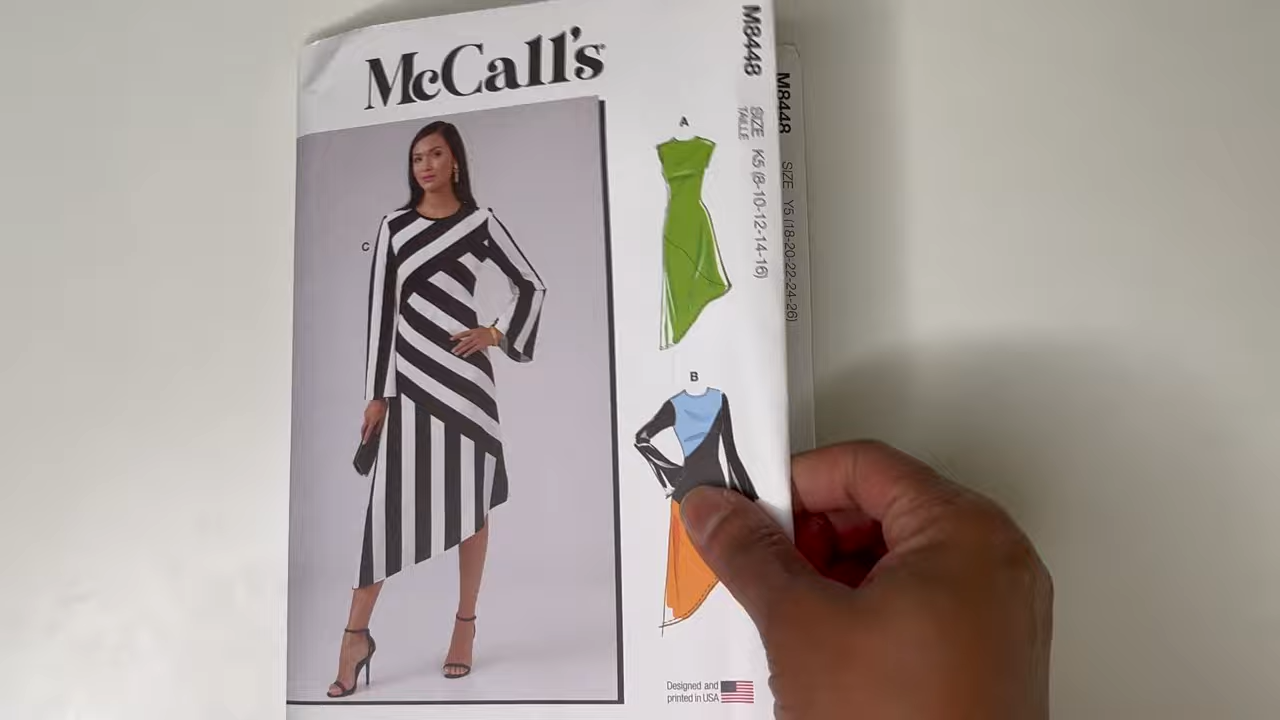 McCall's
C
A
B
M8448
SIZE K5 (8-10-12-14-16)
TAILLE
M8448
SIZE Y5 (18-20-22-24-26)
Designed and
printed in USA